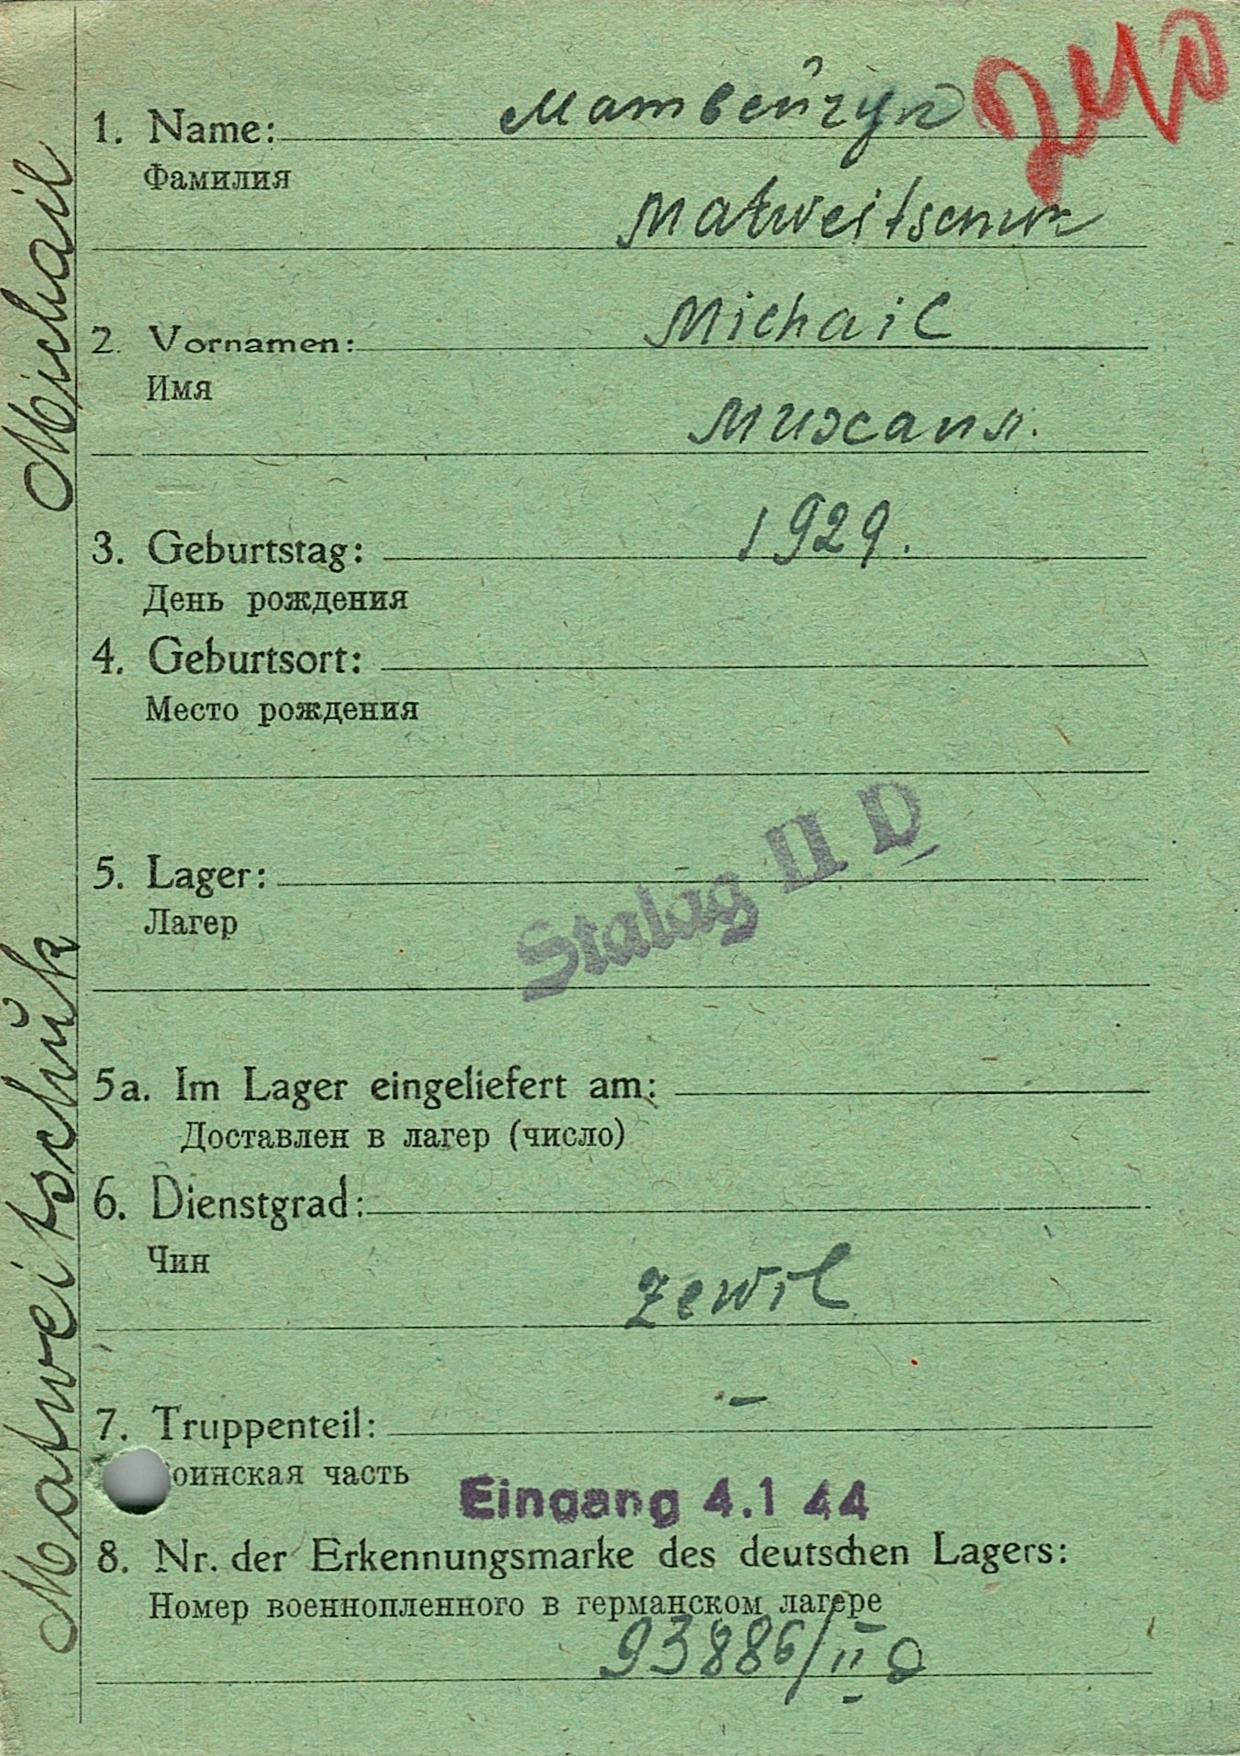 240
1. Name: Матвейчук
Фамилия
Matweitschuk
2. Vornamen: Michail
Имя
Михаил.
3. Geburtstag: 1929.
День рождения
4. Geburtsort:
Место рождения
5. Lager: Stalag II D
Лагер
5a. Im Lager eingeliefert am:
Доставлен в лагер (число)
6. Dienstgrad:
Чин
zewil
7. Truppenteil: —
оинская часть
Eingang 4.1 44
8. Nr. der Erkennungsmarke des deutschen Lagers:
Номер военнопленного в германском лагере
93886/II D
Matweitschŭk Michail